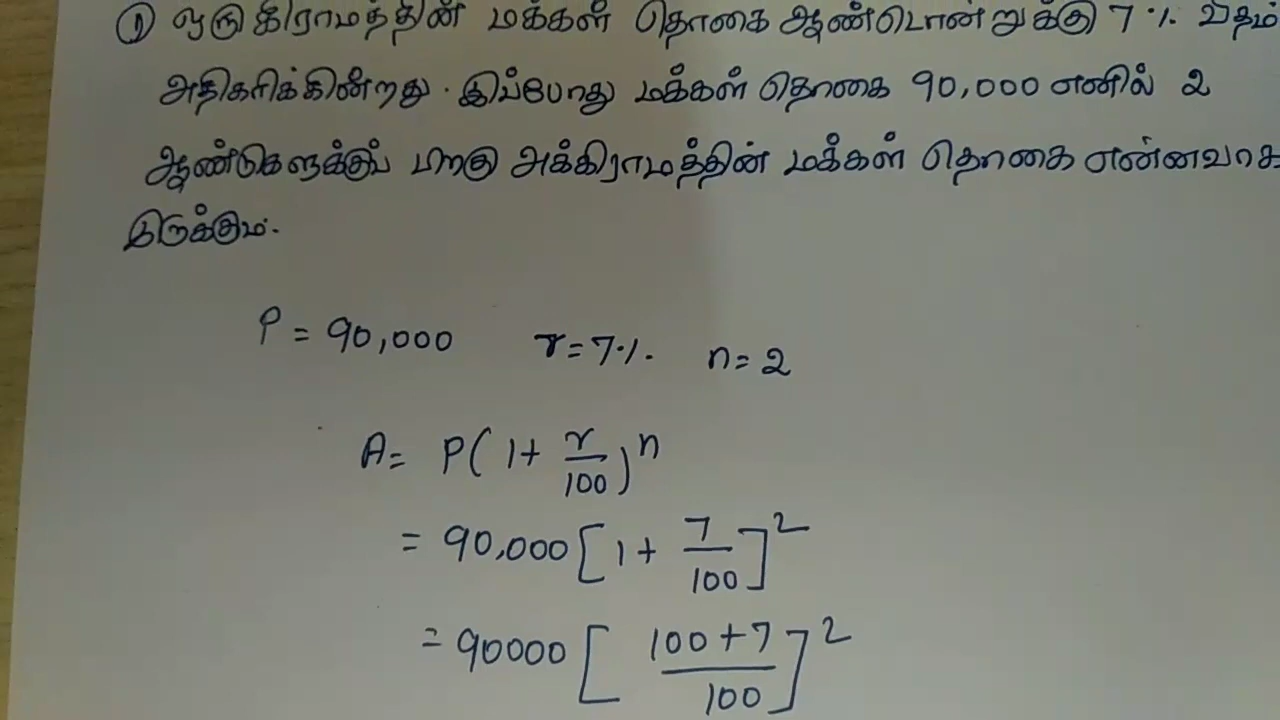 ① ஒரு கிராமத்தின் மக்கள் தொகை ஆண்டொன்றுக்கு 7% வீதம்
அதிகரிக்கின்றது. இப்போது மக்கள் தொகை 90,000 எனில் 2
ஆண்டுகளுக்குப் பிறகு அக்கிராமத்தின் மக்கள் தொகை என்னவாக
இருக்கும்.
P = 90,000 r = 7% n = 2
A = P(1 + r/100)^n
= 90,000[1 + 7/100]^2
= 90000[100+7/100]^2